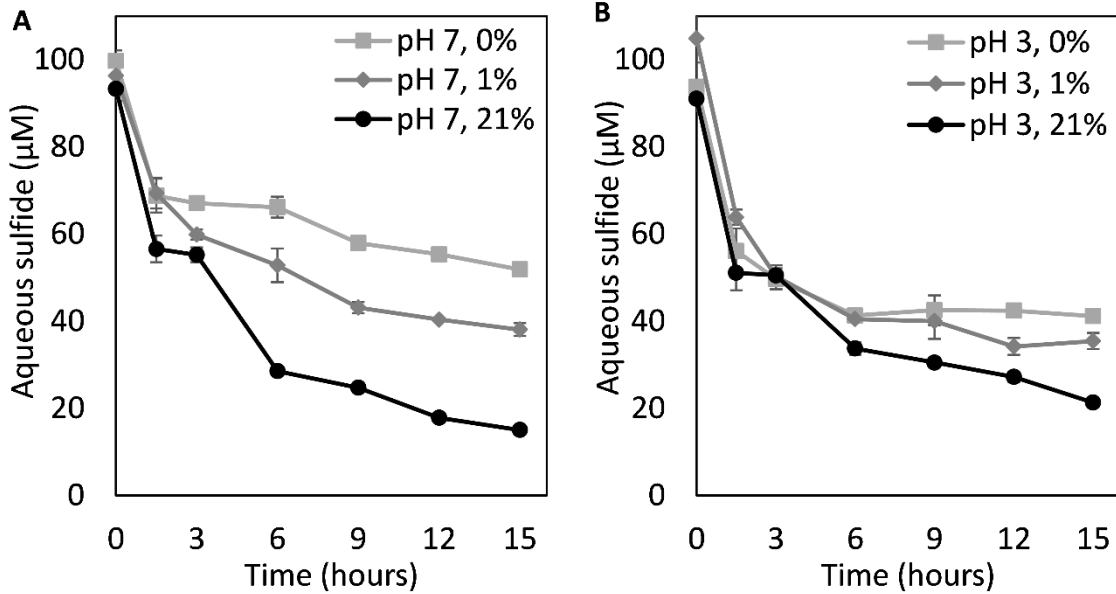 A
pH 7, 0%
pH 7, 1%
pH 7, 21%
Aqueous sulfide (µM)
100
80
60
40
20
0
0 3 6 9 12 15
Time (hours)
B
pH 3, 0%
pH 3, 1%
pH 3, 21%
Aqueous sulfide (µM)
100
80
60
40
20
0
0 3 6 9 12 15
Time (hours)